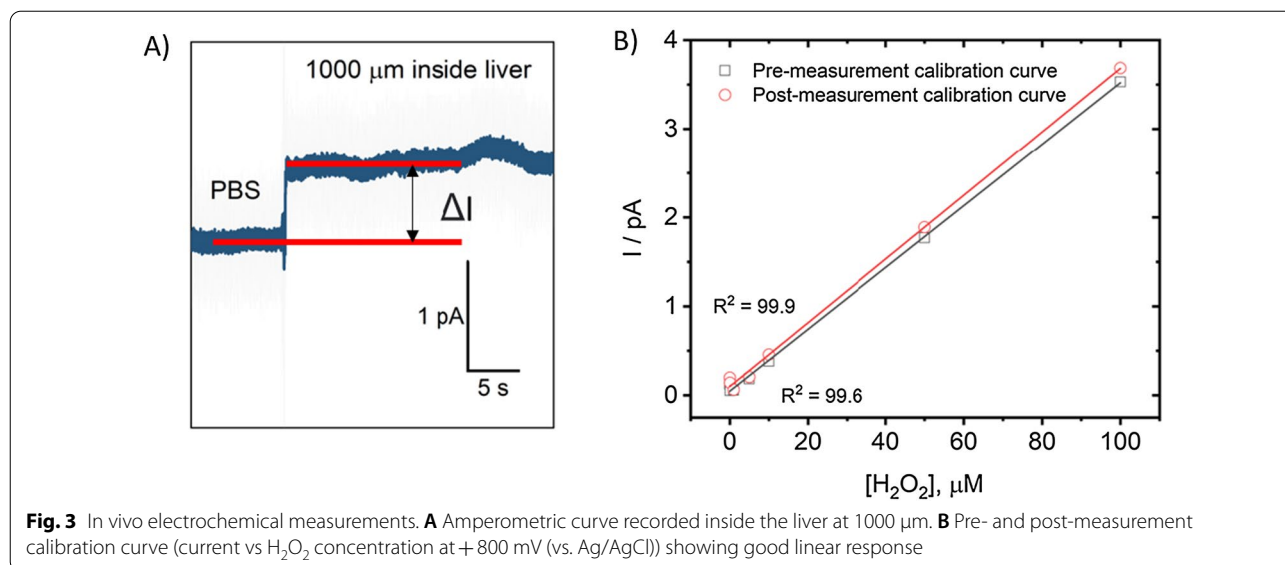 A)
1000 μm inside liver
PBS
ΔI
1 pA
5 s
B)
4
3
2
1
0
I / pA
Pre-measurement calibration curve
Post-measurement calibration curve
R² = 99.9
R² = 99.6
0 20 40 60 80 100
[H₂O₂], μM
Fig. 3 In vivo electrochemical measurements. A Amperometric curve recorded inside the liver at 1000 μm. B Pre- and post-measurement
calibration curve (current vs H₂O₂ concentration at + 800 mV (vs. Ag/AgCl)) showing good linear response